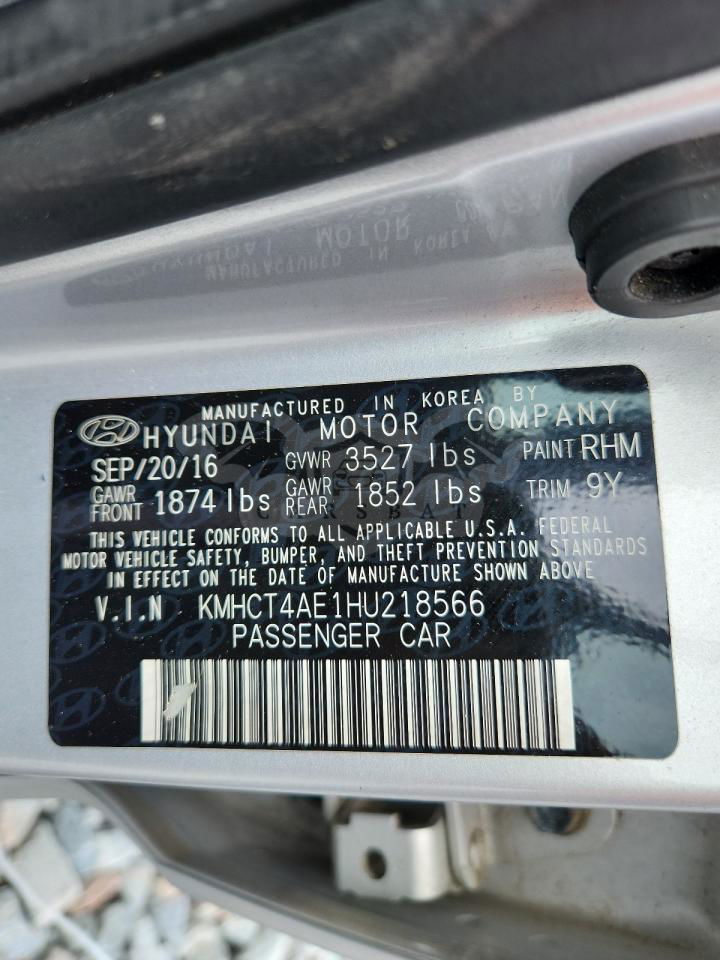 MANUFACTURED IN KOREA BY
HYUNDAI MOTOR COMPANY
SEP/20/16 GVWR 3527 lbs PAINT RHM
GAWR FRONT 1874 lbs GAWR REAR 1852 lbs TRIM 9Y
THIS VEHICLE CONFORMS TO ALL APPLICABLE U.S.A. FEDERAL
MOTOR VEHICLE SAFETY, BUMPER, AND THEFT PREVENTION STANDARDS
IN EFFECT ON THE DATE OF MANUFACTURE SHOWN ABOVE
V.I.N KMHCT4AE1HU218566
PASSENGER CAR